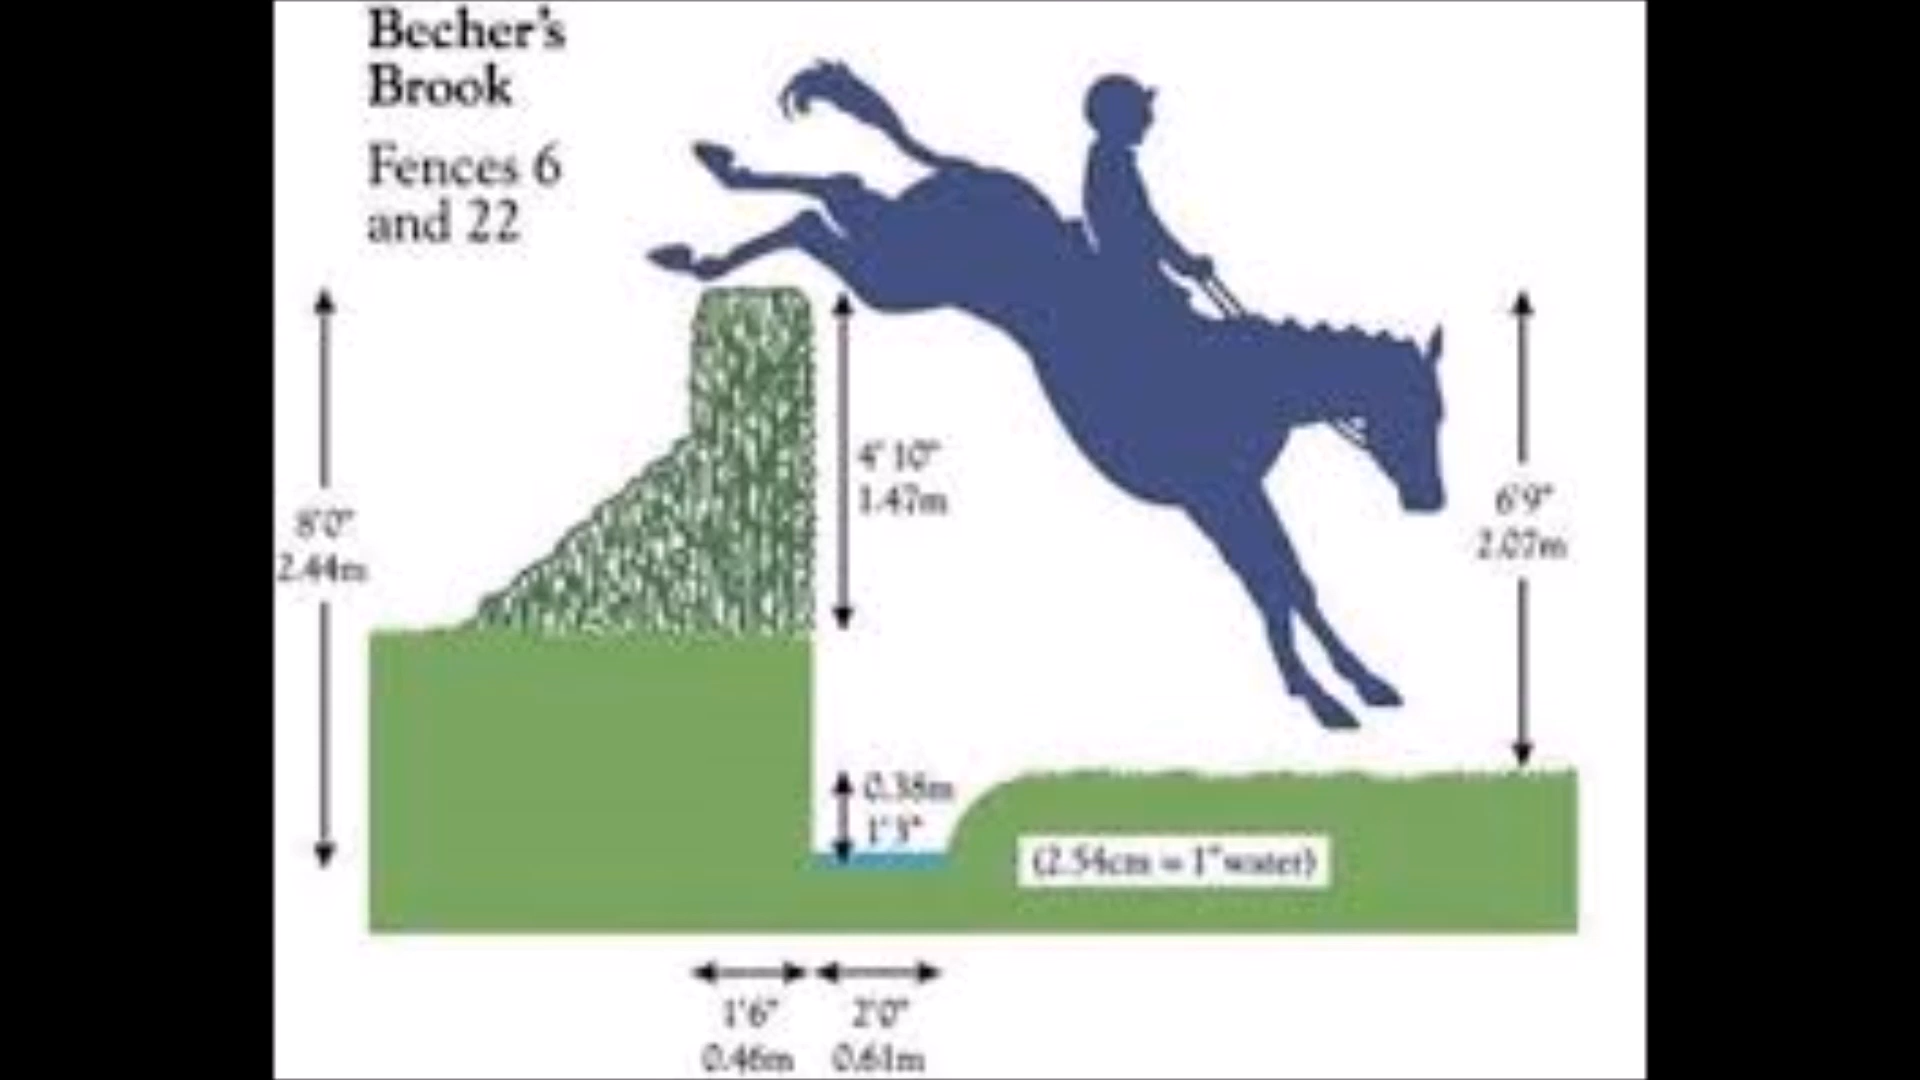 Becher's
Brook
Fences 6
and 22
8'0"
2.44m
4' 10"
1.47m
6'9"
2.07m
0.38m
1'3"
(2.54cm = 1" water)
1'6"
0.46m
2'0"
0.61m